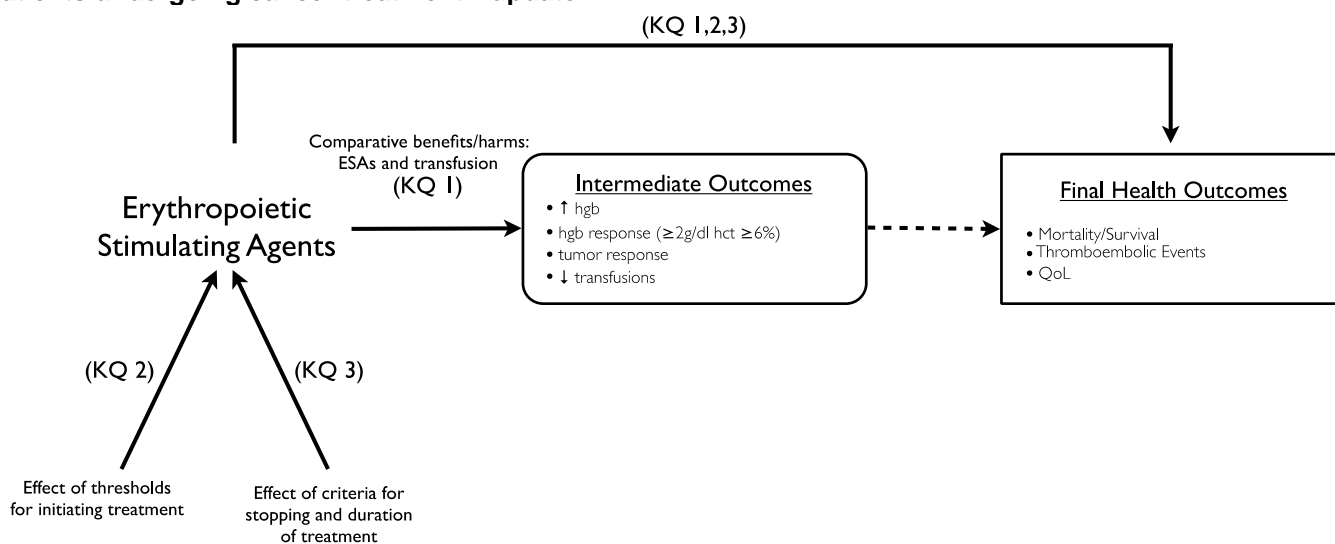 (KQ 1,2,3)
Comparative benefits/harms:
ESAs and transfusion
(KQ 1)
Erythropoietic
Stimulating Agents
Intermediate Outcomes
• ↑ hgb
• hgb response (≥2g/dl hct ≥6%)
• tumor response
• ↓ transfusions
Final Health Outcomes
• Mortality/Survival
• Thromboembolic Events
• QoL
(KQ 2)
(KQ 3)
Effect of thresholds
for initiating treatment
Effect of criteria for
stopping and duration
of treatment